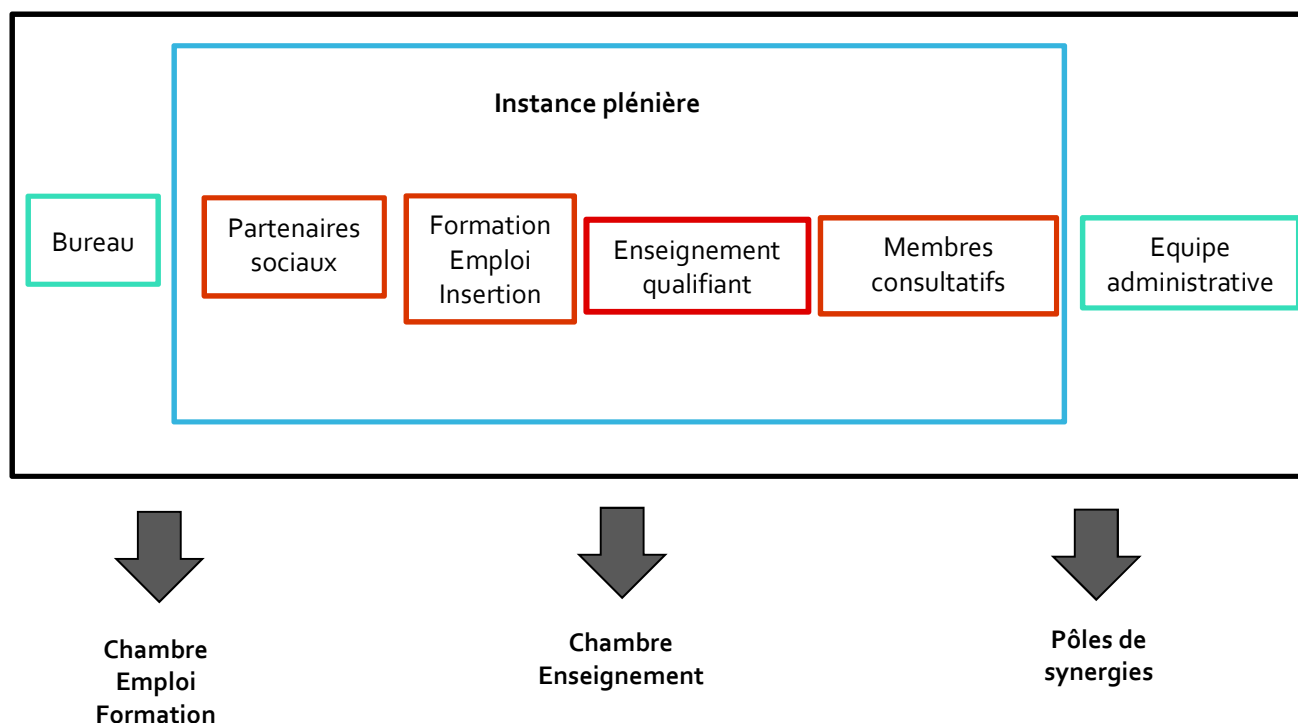 Instance plénière
Bureau
Partenaires
sociaux
Formation
Emploi
Insertion
Enseignement
qualifiant
Membres
consultatifs
Equipe
administrative
Chambre
Emploi
Formation
Chambre
Enseignement
Pôles de
synergies